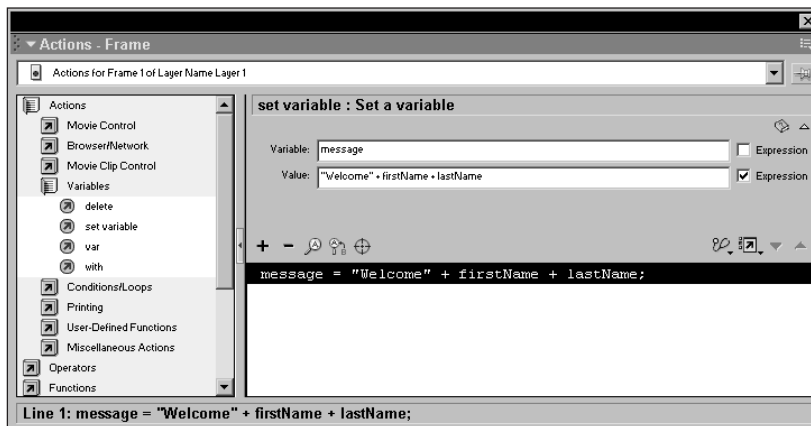 Actions - Frame
Actions for Frame 1 of Layer Name Layer 1
Actions
Movie Control
Browser/Network
Movie Clip Control
Variables
delete
set variable
var
with
Conditions/Loops
Printing
User-Defined Functions
Miscellaneous Actions
Operators
Functions
set variable : Set a variable
Variable: message Expression
Value: "Welcome" + firstName + lastName Expression
message = "Welcome" + firstName + lastName;
Line 1: message = "Welcome" + firstName + lastName;